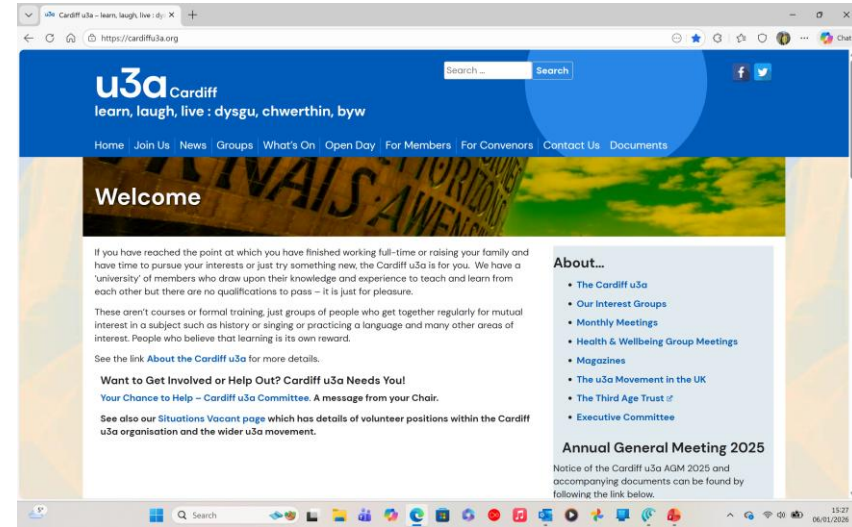 Cardiff u3a – learn, laugh, live : dys
https://cardiffu3a.org
Chat
u3a Cardiff
learn, laugh, live : dysgu, chwerthin, byw
Search …
Search
Home Join Us News Groups What's On Open Day For Members For Convenors Contact Us Documents
Welcome
If you have reached the point at which you have finished working full-time or raising your family and
have time to pursue your interests or just try something new, the Cardiff u3a is for you. We have a
'university' of members who draw upon their knowledge and experience to teach and learn from
each other but there are no qualifications to pass – it is just for pleasure.
These aren't courses or formal training, just groups of people who get together regularly for mutual
interest in a subject such as history or singing or practicing a language and many other areas of
interest. People who believe that learning is its own reward.
See the link About the Cardiff u3a for more details.
Want to Get Involved or Help Out? Cardiff u3a Needs You!
Your Chance to Help – Cardiff u3a Committee. A message from your Chair.
See also our Situations Vacant page which has details of volunteer positions within the Cardiff
u3a organisation and the wider u3a movement.
About…
The Cardiff u3a
Our Interest Groups
Monthly Meetings
Health & Wellbeing Group Meetings
Magazines
The u3a Movement in the UK
The Third Age Trust
Executive Committee
Annual General Meeting 2025
Notice of the Cardiff u3a AGM 2025 and
accompanying documents can be found by
following the link below.
5°
Search
15:27
06/01/2026